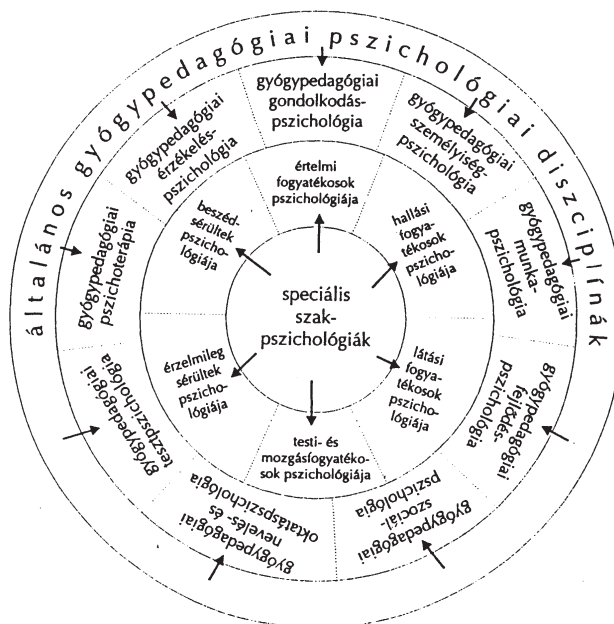 általános gyógypedagógiai pszichológiai diszciplínák
gyógypedagógiai
gondolkodás-
pszichológia
gyógypedagógiai
személyiség-
pszichológia
gyógypedagógiai
munka-
pszichológia
gyógypedagógiai
fejlődés-
pszichológia
gyógypedagógiai
szociál-
pszichológia
gyógypedagógiai
nevelés- és
oktatáspszichológia
gyógypedagógiai
tesztpszichológia
gyógypedagógiai
pszichoterápia
gyógypedagógiai
érzékelés-
pszichológia
értelmi
fogyatékosok
pszichológiája
hallási
fogya-
tékosok
pszicho-
lógiája
látási
fogya-
tékosok
pszicho-
lógiája
testi- és
mozgásfogyatéko-
sok pszichológiája
érzelmileg
sérültek
pszicho-
lógiája
beszéd-
sérültek
pszicho-
lógiája
speciális
szak-
pszichológiák